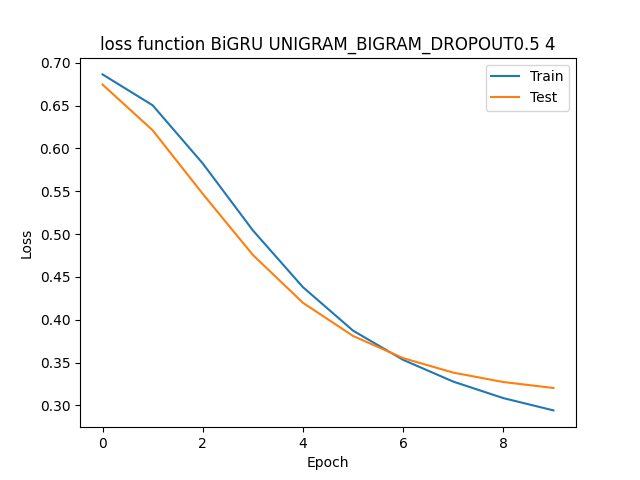 loss function BiGRU UNIGRAM_BIGRAM_DROPOUT0.5 4
0.70
0.65
0.60
0.55
0.50
0.45
0.40
0.35
0.30
Loss
Train
Test
0 2 4 6 8
Epoch